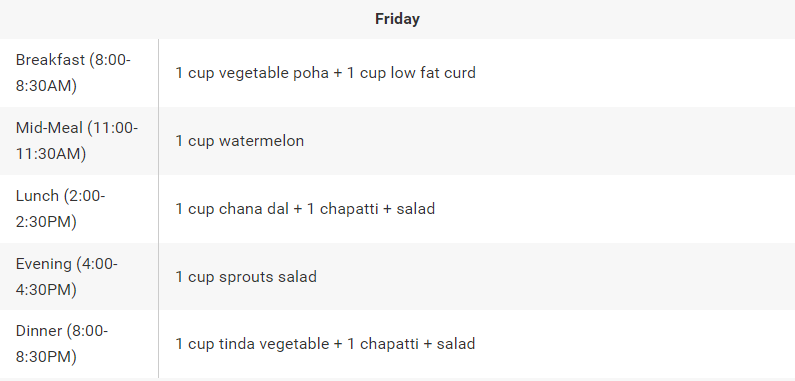 Friday
Breakfast (8:00-
8:30AM)
1 cup vegetable poha + 1 cup low fat curd
Mid-Meal (11:00-
11:30AM)
1 cup watermelon
Lunch (2:00-
2:30PM)
1 cup chana dal + 1 chapatti + salad
Evening (4:00-
4:30PM)
1 cup sprouts salad
Dinner (8:00-
8:30PM)
1 cup tinda vegetable + 1 chapatti + salad